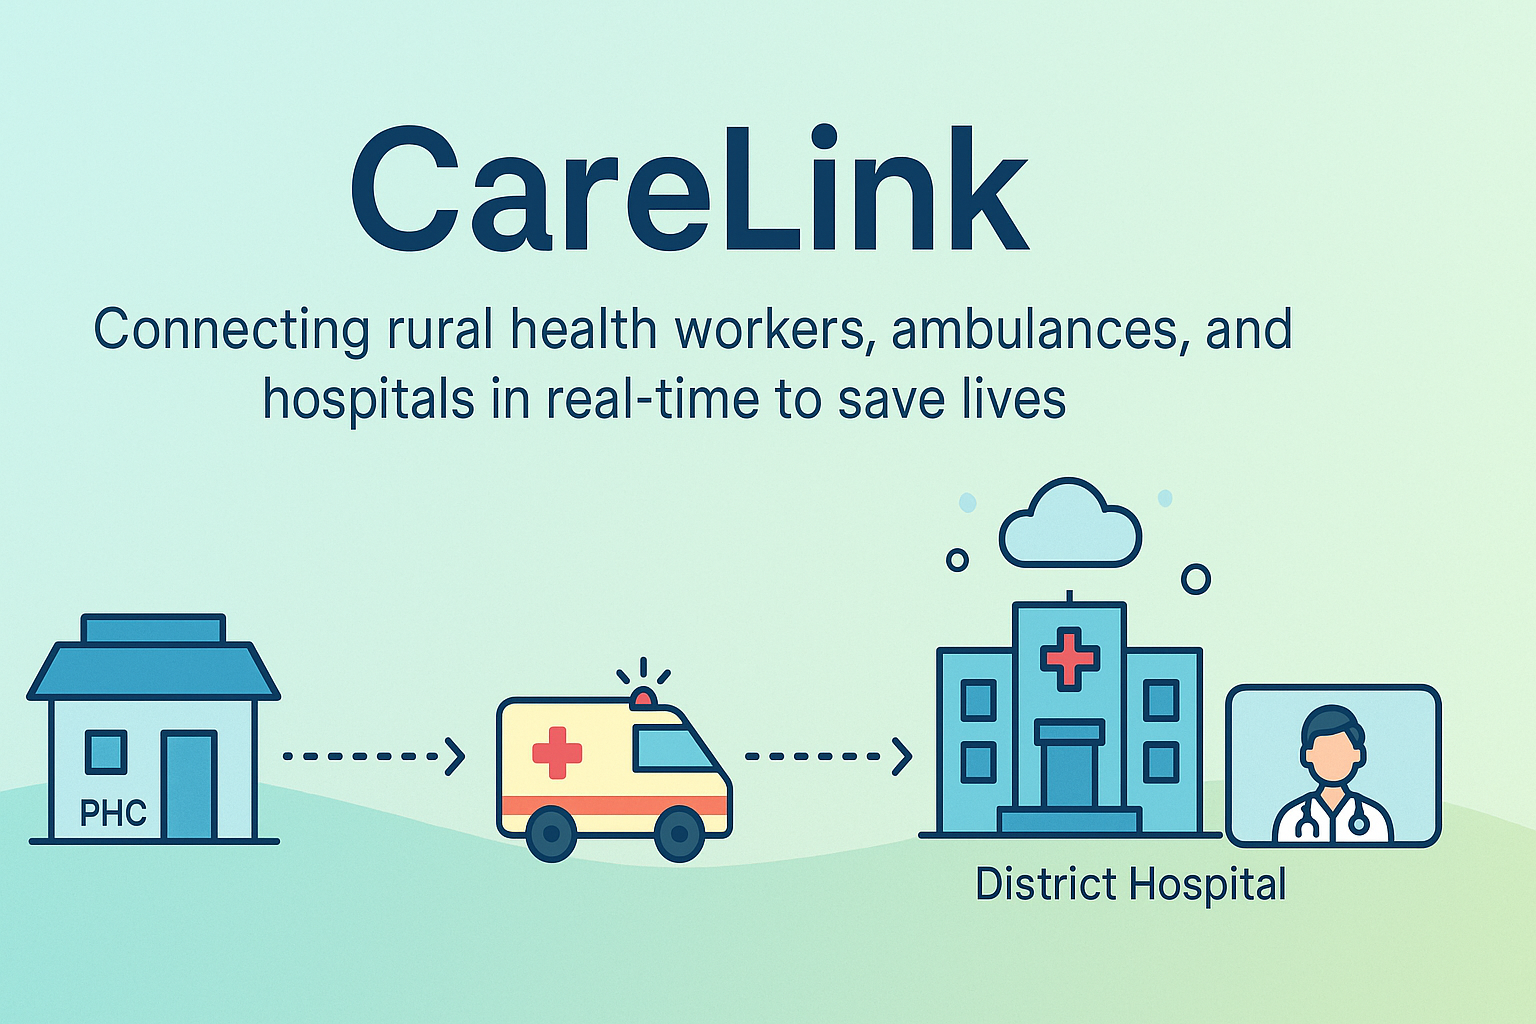 CareLink
Connecting rural health workers, ambulances, and
hospitals in real-time to save lives
PHC
District Hospital